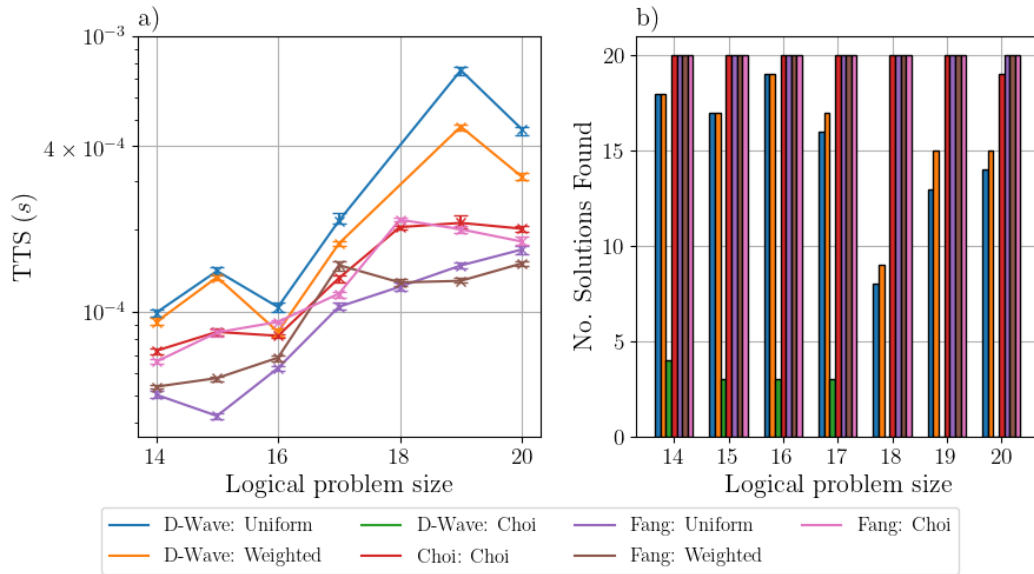 a)
TTS (s)
10⁻³
4 × 10⁻⁴
10⁻⁴
14 16 18 20
Logical problem size
b)
No. Solutions Found
20
15
10
5
0
14 15 16 17 18 19 20
Logical problem size
D-Wave: Uniform D-Wave: Choi Fang: Uniform Fang: Choi
D-Wave: Weighted Choi: Choi Fang: Weighted